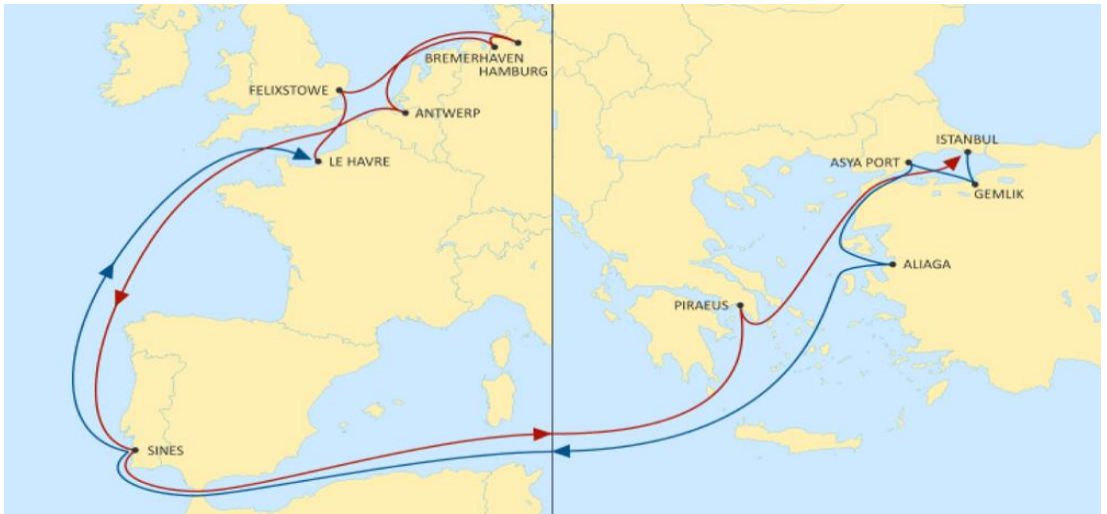 BREMERHAVEN
HAMBURG
FELIXSTOWE
ANTWERP
LE HAVRE
SINES
ISTANBUL
ASYA PORT
GEMLIK
ALIAGA
PIRAEUS